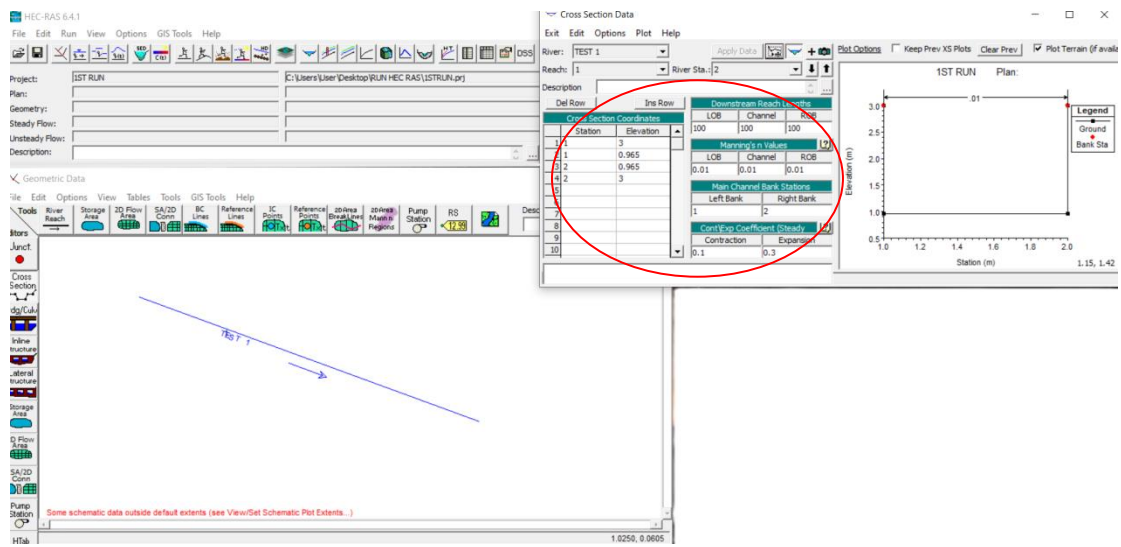 HEC-RAS 6.4.1
File Edit Run View Options GIS Tools Help
DSS
Project: 1ST RUN C:\Users\User\Desktop\RUN HEC RAS\1STRUN.prj
Plan:
Geometry:
Steady Flow:
Unsteady Flow:
Description: ...
Geometric Data
File Edit Options View Tables Tools GIS Tools Help
Tools
River Reach
Storage Area
2D Flow Area
SA/2D Conn
BC Lines
Reference Lines
IC Points
Reference Points
2D Area BreakLines
2D Area Mann n Regions
Pump Station
RS
Desc
Junct.
Cross Section
Inline
Lateral
Storage Area
2D Flow Area
SA/2D Conn
Pump Station
HTab
TEST 1
Some schematic data outside default extents (see View/Set Schematic Plot Extents...)
1.0250, 0.0605
Cross Section Data
Exit Edit Options Plot Help
River: TEST 1 Apply Data
Reach: 1 River Sta.: 2
Description ...
Del Row Ins Row
Cross Section Coordinates
Station Elevation
1 1 3
2 1 0.965
3 2 0.965
4 2 3
5
6
7
8
9
10
Downstream Reach Lengths
LOB Channel ROB
100 100 100
Manning's n Values ?
LOB Channel ROB
0.01 0.01 0.01
Main Channel Bank Stations
Left Bank Right Bank
1 2
Cont\Exp Coefficient (Steady ?
Contraction Expansion
0.1 0.3
Plot Options Keep Prev XS Plots Clear Prev Plot Terrain (if availa
1ST RUN Plan:
.01
3.0
2.5
2.0
1.5
1.0
0.5
Elevation (m)
1.0 1.2 1.4 1.6 1.8 2.0
Station (m)
Legend
Ground
Bank Sta
1.15, 1.42